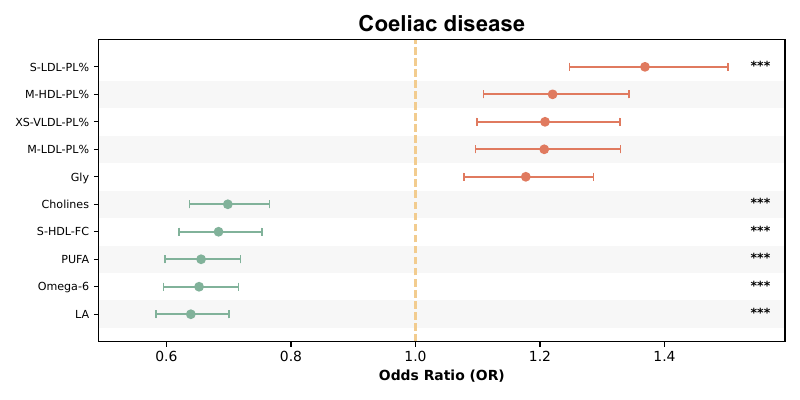 Coeliac disease
S-LDL-PL% ***
M-HDL-PL%
XS-VLDL-PL%
M-LDL-PL%
Gly
Cholines ***
S-HDL-FC ***
PUFA ***
Omega-6 ***
LA ***
0.6 0.8 1.0 1.2 1.4
Odds Ratio (OR)